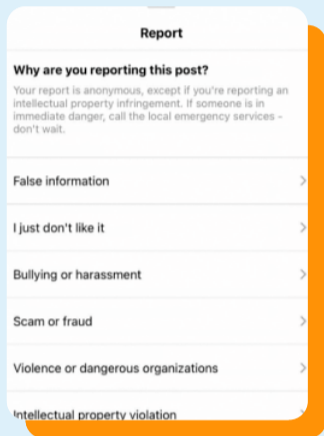 Report
Why are you reporting this post?
Your report is anonymous, except if you're reporting an
intellectual property infringement. If someone is in
immediate danger, call the local emergency services -
don't wait.
False information
I just don't like it
Bullying or harassment
Scam or fraud
Violence or dangerous organizations
Intellectual property violation